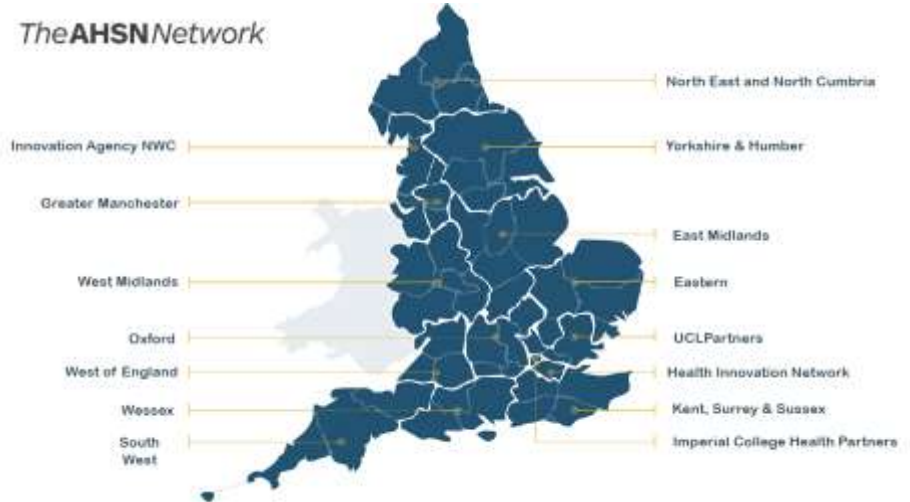 TheAHSNNetwork
North East and North Cumbria
Innovation Agency NWC
Yorkshire & Humber
Greater Manchester
East Midlands
West Midlands
Eastern
Oxford
UCLPartners
West of England
Health Innovation Network
Wessex
Kent, Surrey & Sussex
South
West
Imperial College Health Partners